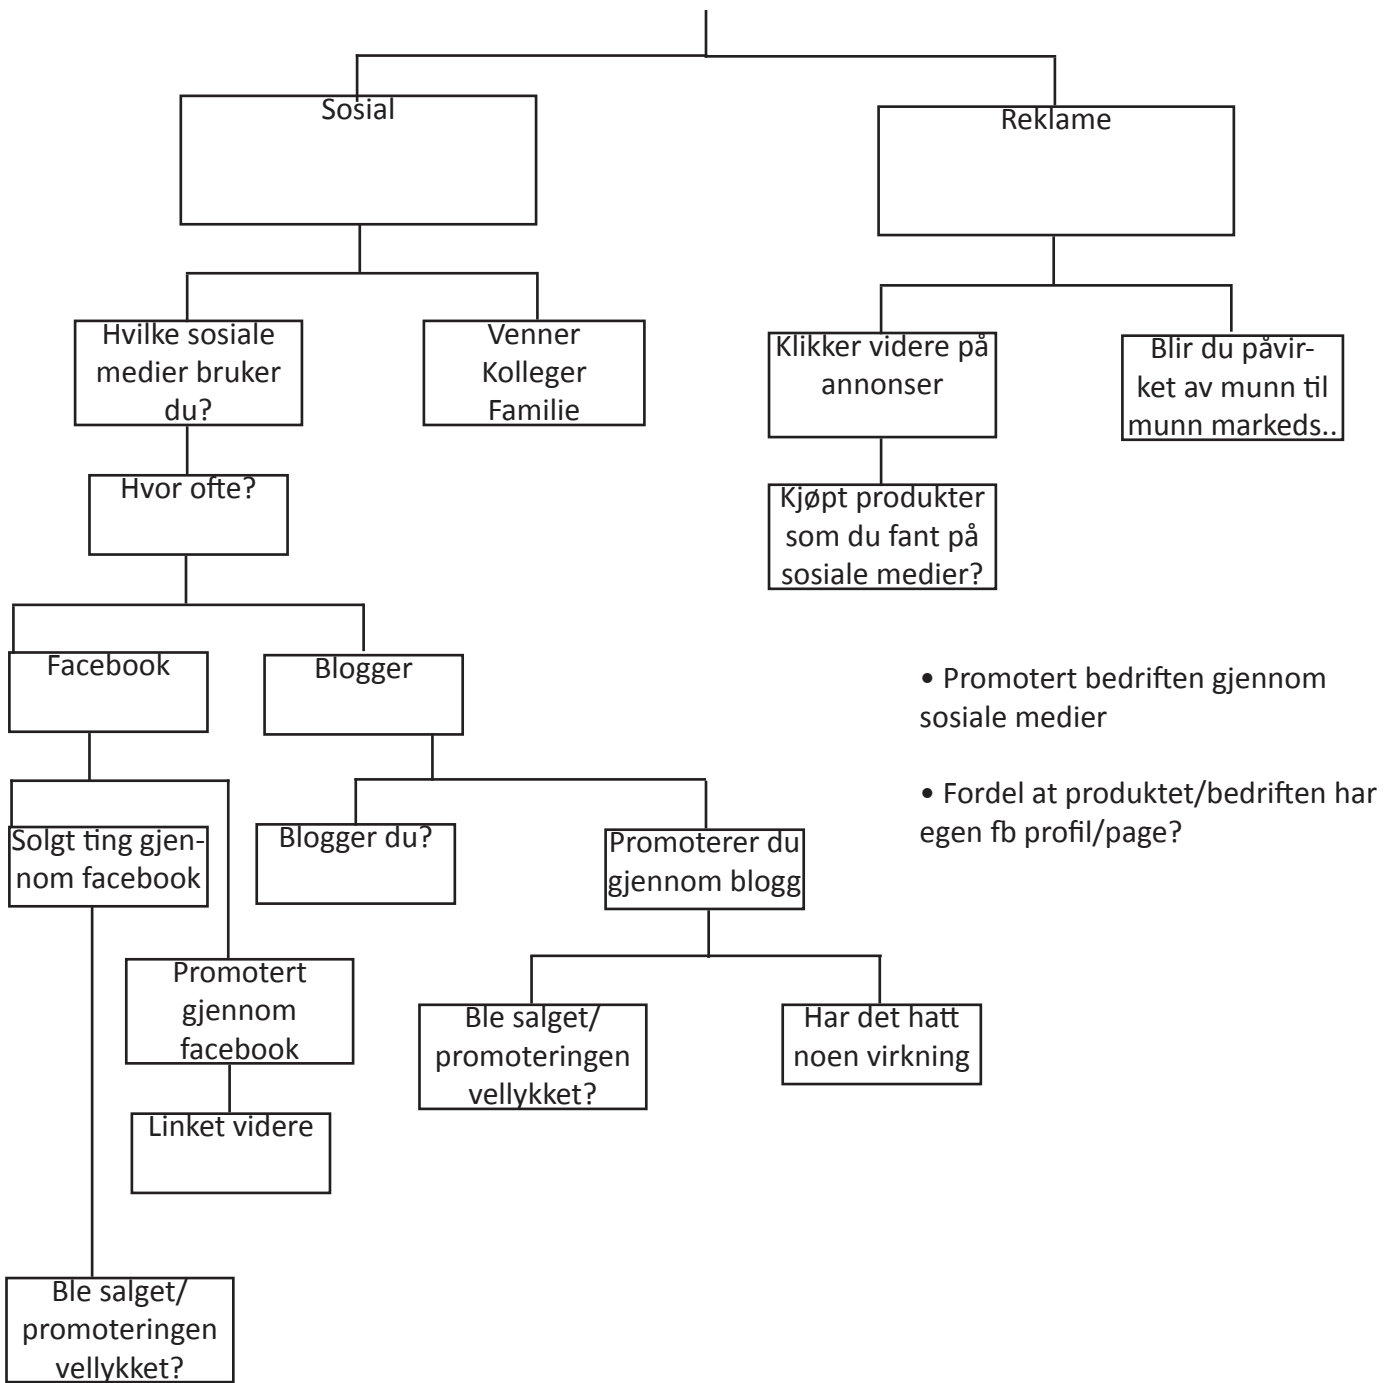 Sosial
Reklame
Hvilke sosiale
medier bruker
du?
Venner
Kolleger
Familie
Klikker videre på
annonser
Blir du påvir-
ket av munn til
munn markeds..
Hvor ofte?
Kjøpt produkter
som du fant på
sosiale medier?
Facebook
Blogger
• Promotert bedriften gjennom
sosiale medier
• Fordel at produktet/bedriften har
egen fb profil/page?
Solgt ting gjen-
nom facebook
Blogger du?
Promoterer du
gjennom blogg
Promotert
gjennom
facebook
Ble salget/
promoteringen
vellykket?
Har det hatt
noen virkning
Linket videre
Ble salget/
promoteringen
vellykket?